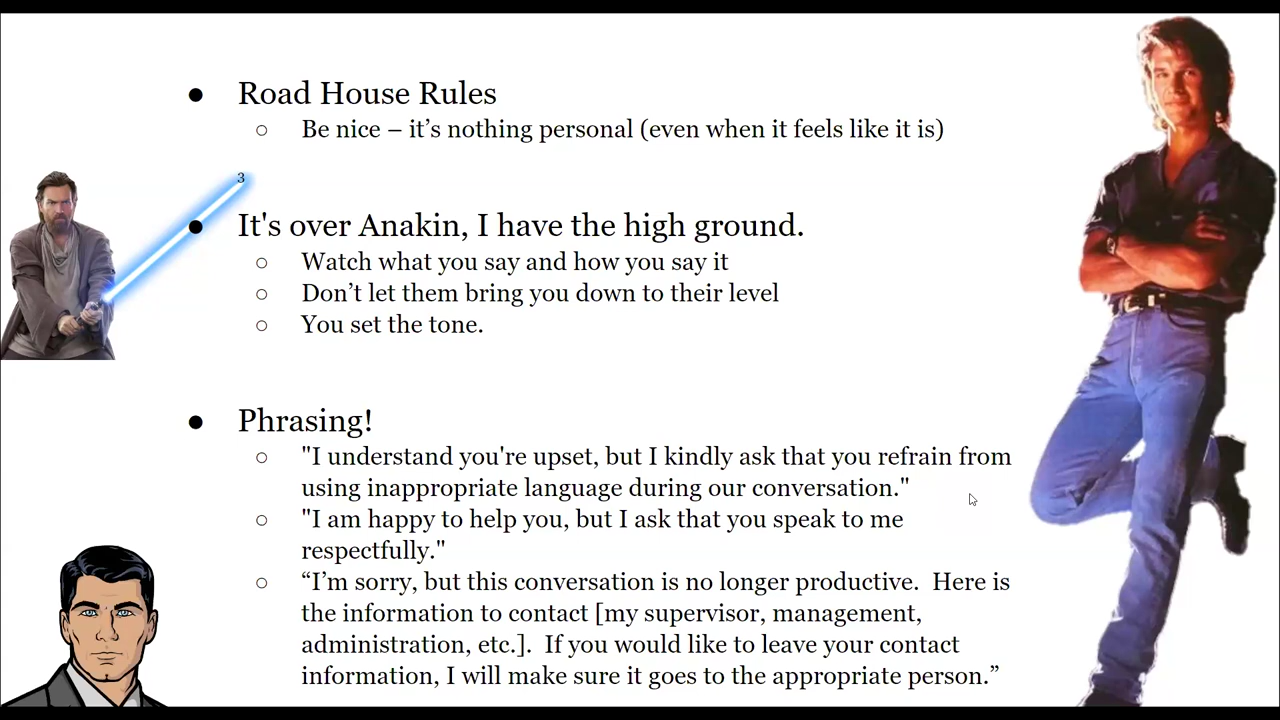 ● Road House Rules
○ Be nice – it’s nothing personal (even when it feels like it is)
3
● It's over Anakin, I have the high ground.
○ Watch what you say and how you say it
○ Don’t let them bring you down to their level
○ You set the tone.
● Phrasing!
○ "I understand you're upset, but I kindly ask that you refrain from
using inappropriate language during our conversation."
○ "I am happy to help you, but I ask that you speak to me
respectfully."
○ “I’m sorry, but this conversation is no longer productive.  Here is
the information to contact [my supervisor, management,
administration, etc.].  If you would like to leave your contact
information, I will make sure it goes to the appropriate person.”